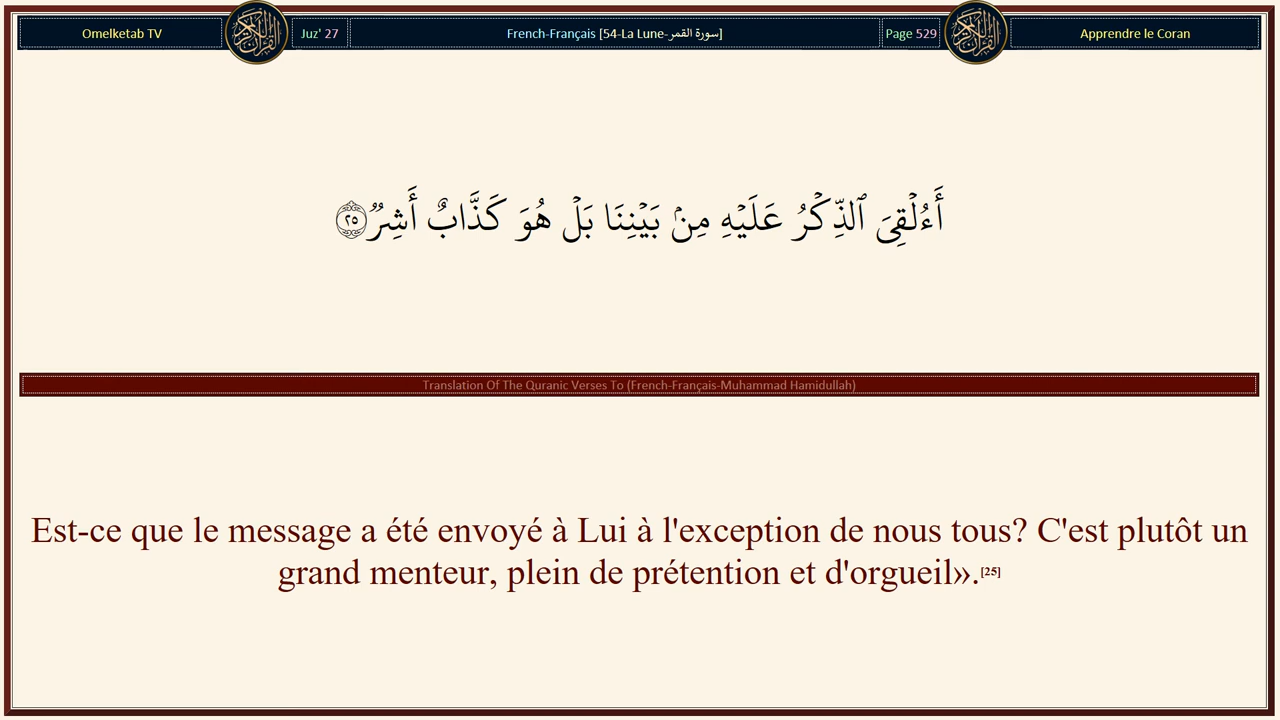 Omelketab TV
Juz' 27
French-Français [54-La Lune-سورة القمر]
Page 529
Apprendre le Coran
أَءُلْقِىَ ٱلذِّكْرُ عَلَيْهِ مِنۢ بَيْنِنَا بَلْ هُوَ كَذَّابٌ أَشِرٌ ٢٥
Translation Of The Quranic Verses To (French-Français-Muhammad Hamidullah)
Est-ce que le message a été envoyé à Lui à l'exception de nous tous? C'est plutôt un
grand menteur, plein de prétention et d'orgueil».[25]